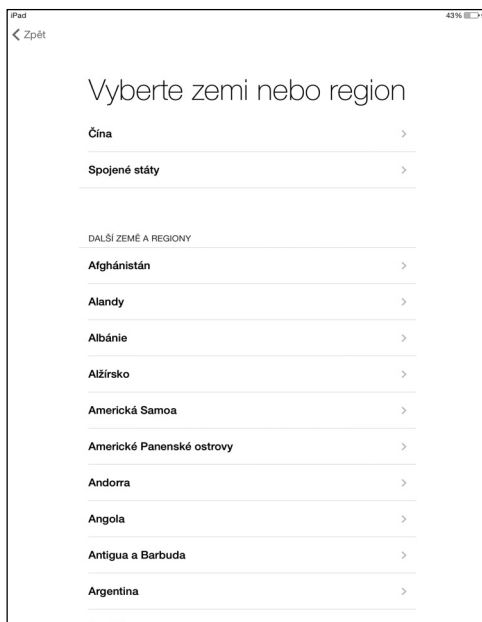 iPad
43%
Zpět
Vyberte zemi nebo region
Čína
Spojené státy
DALŠÍ ZEMĚ A REGIONY
Afghánistán
Alandy
Albánie
Alžírsko
Americká Samoa
Americké Panenské ostrovy
Andorra
Angola
Antigua a Barbuda
Argentina